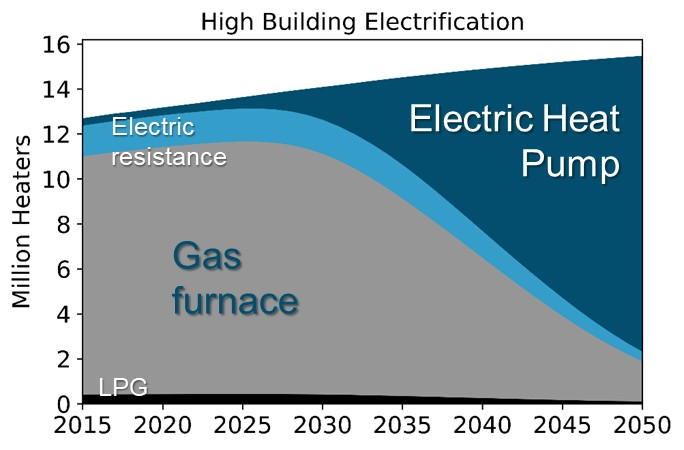 High Building Electrification
16
14
12
10
8
6
4
2
0
Million Heaters
Electric
resistance
Electric Heat
Pump
Gas
furnace
LPG
2015 2020 2025 2030 2035 2040 2045 2050